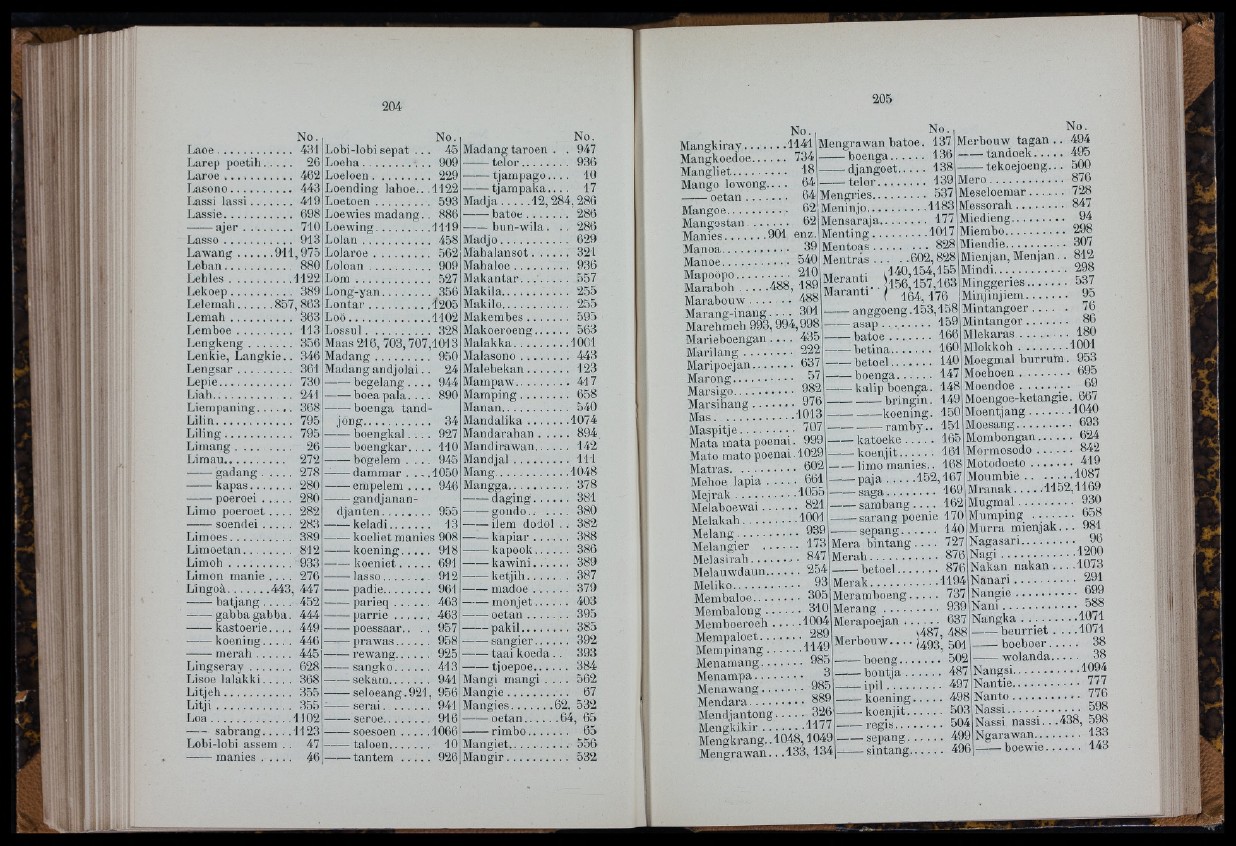 204
No.
Laoe . . . . . . . . . . 431
Larep poetih . . . . . 26
Laroe . . . . . . . . . . 462
Lasono . . . . . . . . . 443
Lassi lassi . . . . . . 419
Lassie . . . . . . . . . . 698
—— ajer . . . . . . . 710
Lasso . . . . . . . . . . 913
Lawang . . . . . . 911, 975
Leban . . . . . . . . . . 880
Lebles . . . . . . . . . . 1122
Lekoep . . . . . . . . . 389
Lelemah . . . . . . 857, 863
Lemah . . . . . . . . . 363
Lemboe . . . . . . . . . 113
Lengkeng . . . . . . . 356
Lenkie, Langkie . . 346
Lengsar . . . . . . . . 361
Lepie . . . . . . . . . . 730
Liah . . . . . . . . . . . 241
Liempaning . . . . . . 368
Lilin . . . . . . . . . . . 795
Liling . . . . . . . . . . 795
Limang . . . . . . . . . 26
Limau . . . . . . . . . . 272
—— gadang . . . . . 278
—— kapas . . . . . . 280
—— poeroei . . . . . 280
Limo poeroet . . . . 282
—— soendei . . . . . 283
Limoes . . . . . . . . . 389
Limoetan . . . . . . . 812
Limoh . . . . . . . . . . 933
Limon manie . . . . 276
Lingoà . . . . . . . 443, 447
—— batjang . . . . . 452
—— gabba gabba . 444
—— kastoerie . . . . 449
—— koening . . . . . 446
—— merah . . . . . . 445
Lingseray . . . . . . . 628
Lisoe lalakki . . . . . 368
Litjeh . . . . . . . . . . 355
Litji . . . . . . . . . . . 355
Loa . . . . . . . . . . . . 1102
—— sabrang . . . . . 1123
Lobi-lobi assem . . 47
—— manies . . . . . 46
No.
Lobi-lobi sepat . . . 45
Loeha . . . . . . . . . . 909
Loeloen . . . . . . . . . 229
Loending laboe . . . 1122
Loetoen . . . . . . . . 593
Loewies madang . . 886
Loewing . . . . . . . . 1119
Lolan . . . . . . . . . . 458
Lolaroe . . . . . . . . . 562
Loloan . . . . . . . . . 909
Lom . . . . . . . . . . . 527
Long-yan . . . . . . . 356
Lontar . . . . . . . . . 1205
Loö . . . . . . . . . . . . 1102
Lossul . . . . . . . . . . 328
Maas 216, 703, 707, 1013
Madang . . . . . . . . 950
Madang andjolai . . 24
—— begelang . . . . 944
—— boea pala . . . . 890
—— boenga tand-
jong . . . . . . . . . . 34
—— boengkal . . . . 927
—— boengkar . . . . 110
—— bogelem . . . . 945
—— dammar . . . . 1050
—— empelem . . . . 946
—— gandjanan-
djanten . . . . . . . . 955
—— keladi . . . . . . . 13
—— koeliet manies 908
—— koening . . . . . 918
—— koeniet . . . . . 691
—— lasso . . . . . . . 912
—— padie . . . . . . . 961
—— parieq . . . . . . 463
—— parrie . . . . . . 463
—— poessaar . . . . 957
—— prawas . . . . . 958
—— rewang . . . . . 925
—— sangko . . . . . . 413
—— sekam . . . . . . 941
—— seloeang . 921, 956
—— serai . . . . . . . 941
—— seroe . . . . . . . 916
—— soesoen . . . . . 1066
—— taloen . . . . . . 10
—— tantem . . . . . 926
No.
Madang taroen . . 947
—— telor . . . . . . . 936
—— tjampago . . . . 10
—— tjampaka . . . . 17
Madja . . . . . 12, 284, 286
—— batoe . . . . . . . 286
—— bun-wila . . . 286
Madjo . . . . . . . . . . 629
Mahalansot . . . . . . 321
Mahaloe . . . . . . . . 936
Makantar . . . . . . . 557
Makila . . . . . . . . . 255
Makilo . . . . . . . . . 255
Makembes . . . . . . . 595
Makoeroeng . . . . . . 563
Malakka . . . . . . . . 1001
Malasono . . . . . . . 443
Malebekan . . . . . . . 123
Mampaw . . . . . . . . 417
Mamping . . . . . . . 658
Manan . . . . . . . . . . 540
Mandalika . . . . . . . 1074
Mandarahan . . . . . 894
Mandirawan . . . . . . 142
Mandjal . . . . . . . . 111
Mang . . . . . . . . . . 1048
Mangga . . . . . . . . . 378
—— daging . . . . . . 381
—— gondo . . . . . . 380
—— ilem dodol . . 382
—— kapiar . . . . . . 388
—— kapook . . . . . . 386
—— kawini . . . . . . 389
—— ketjih . . . . . . . 387
—— madoe . . . . . . 379
—— monjet . . . . . . 403
—— oetan . . . . . . . 395
—— pakil . . . . . . . 385
—— sangier . . . . . . 392
—— taai koeda . . . 393
—— tjoepoe . . . . . . 384
Mangi mangi . . . . 562
Mangie . . . . . . . . . 67
Mangies . . . . . . . 62, 532
—— oetan . . . . . . 64, 65
—— rimbo . . . . . . 65
Mangiet . . . . . . . . . 556
Mangir . . . . . . . . . 532
205
No.
Mangkiray . . . . . . . 1141
Mangkoedoe . . . . . . 734
Mangliet . . . . . . . . 18
Mango lowong . . . . 64
—— oetan . . . . . . . 64
Mangoe . . . . . . . . . 62
Mangostan . . . . . . . 62
Manies . . . . . . . 901 enz.
Manoa . . . . . . . . . . 39
Manoe . . . . . . . . . . 540
Mapoopo . . . . . . . . 210
Maraboh . . . . . 488, 189
Marabouw . . . . . . . 488
Marang-inang . . . . 301
Marehmeh 993, 994, 998
Marieboengan . . . . 435
Marilang . . . . . . . . 222
Maripoejan . . . . . . . 637
Marong . . . . . . . . . 57
Marsigo . . . . . . . . . 982
Marsihang . . . . . . . 976
Mas . . . . . . . . . . . . 1013
Maspitje . . . . . . . . 707
Mata mata poenai . 999
Mato mato poenai . 1029
Matras . . . . . . . . . . 602
Mehoe lapia . . . . . 661
Mejrak . . . . . . . . . 1055
Melaboewai . . . . . . 821
Melakah . . . . . . . . 1001
Melang . . . . . . . . . 939
Melangier . . . . . . 173
Melasirah . . . . . . . . 847
Melauwdaun . . . . . . 254
Meliko . . . . . . . . . . 93
Membaloe . . . . . . . . 305
Membalong . . . . . . 310
Memboeroeh . . . . . 1004
Mempaloet . . . . . . . 289
Mempinang . . . . . . 1149
Menamang . . . . . . . 985
Menampa . . . . . . . . 3
Menawang . . . . . . . 985
Mendara . . . . . . . . 889
Mendjantong . . . . . 326
Mengkikir . . . . . . . 1177
Mengkrang . . 1048, 1049
Mengrawan . . . 133, 134
No.
Mengrawan batoe . 137
—— boenga . . . . . . 136
—— djangoet . . . . . 138
—— telor . . . . . . . 139
Mengries . . . . . . . . 537
Meninjo . . . . . . . . . 1183
Mensaraja . . . . . . . 177
Menting . . . . . . . . 1017
Mentoas . . . . . . . . 828
Mentras . . . . . . 602, 828
Meranti 140, 154, 155
Maranti 156, 157, 163
164, 176
—— anggoeng . 153, 158
—— asap . . . . . . . 159
—— batoe . . . . . . . 166
—— betina . . . . . . . 160
—— betoel . . . . . . . 140
—— boenga . . . . . . 147
—— kalip boenga . . 148
—— —— bringin . 149
—— —— koening . 150
—— —— ramby . . 151
—— katoeke . . . . . 165
—— koenjit . . . . . . 161
—— limo manies . . 168
—— paja . . . . . 152, 167
—— saga . . . . . . . . 169
—— sambang . . . . 162
—— sarang poenie 170
—— sepang . . . . . . 140
Mera bintang . . . . 727
Merah . . . . . . . . . . 876
—— betoel . . . . . . . 876
Merak . . . . . . . . . . 1194
Meramboeng . . . . . 737
Merang . . . . . . . . . 939
Merapoejan . . . . . . 637
Merbouw . . . . 487, 488
493, 501
—— boeng . . . . . . . 502
—— bontja . . . . . . 487
—— ipil . . . . . . . . . 497
—— koening . . . . . 498
—— koenjit . . . . . . 503
—— regis . . . . . . . . 504
—— sepang . . . . . . 499
—— sintang . . . . . . 496
No.
Merbouw tagan . . 494
—— tandoek . . . . . 495
—— tekoejoeng . . . 500
Mero . . . . . . . . . . . 876
Meseloemar . . . . . . 728
Messorah . . . . . . . . 847
Miedieng . . . . . . . . 94
Miembo . . . . . . . . . 298
Miendie . . . . . . . . . 307
Mienjan, Menjan . . 812
Mindi . . . . . . . . . . 298
Minggeries . . . . . . . 537
Minjinjiem . . . . . . . 95
Mintangoer . . . . . 76
Mintangor . . . . . . . 86
Mlekaras . . . . . . . . 180
Mlokkoh . . . . . . . . 1001
Moegmal burrum . 953
Moehoen . . . . . . . . 695
Moendoe . . . . . . . . 69
Moengoe-ketangie . 667
Moentjang . . . . . . . 1040
Moesang . . . . . . . . 693
Mombongan . . . . . . 624
Mormosodo . . . . . . 842
Motodoeto . . . . . . . 419
Moumbie . . . . . . . 1087
Mranak . . . . . 1152, 1169
Mugmal . . . . . . . . . 930
Mumping . . . . . . . 658
Murra mienjak . . . 981
Nagasari . . . . . . . . 96
Nagi . . . . . . . . . . . 1200
Nakan nakan . . . . 1073
Nanari . . . . . . . . . 291
Nangie . . . . . . . . . 699
Nani . . . . . . . . . . . 588
Nangka . . . . . . . . . 1071
—— beurriet . . . . 1071
—— boeboer . . . . . 38
—— wolanda . . . . . 38
Nangsi . . . . . . . . . . 1094
Nantie . . . . . . . . . . 777
Nanto . . . . . . . . . . 776
Nassi . . . . . . . . . . . 598
Nassi nassi . . . 438, 598
Ngarawan . . . . . . . 133
—— boewie . . . . . . 143